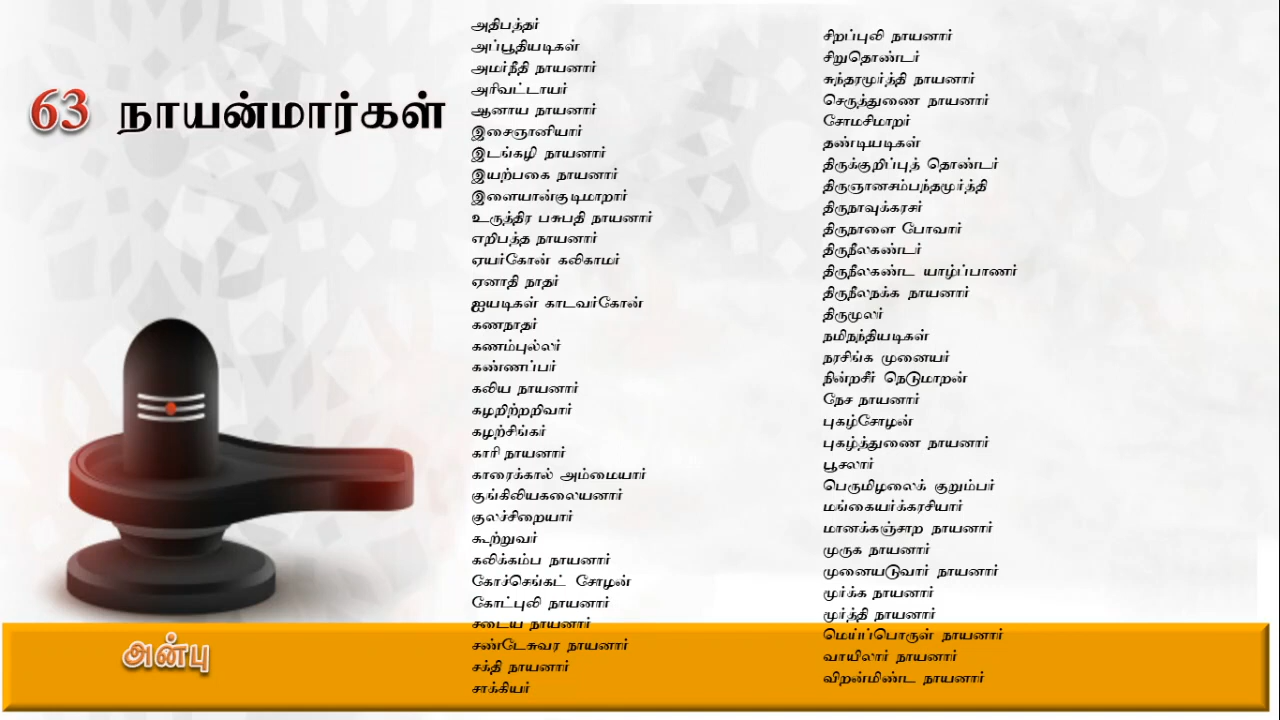 63 நாயன்மார்கள்
அதிபத்தர்
அப்பூதியடிகள்
அமர்நீதி நாயனார்
அரிவட்டாயர்
ஆனாய நாயனார்
இசைஞானியார்
இடங்கழி நாயனார்
இயற்பகை நாயனார்
இளையான்குடிமாறார்
உருத்திர பசுபதி நாயனார்
எறிபத்த நாயனார்
ஏயர்கோன் கலிகாமர்
ஏனாதி நாதர்
ஐயடிகள் காடவர்கோன்
கணநாதர்
கணம்புல்லர்
கண்ணப்பர்
கலிய நாயனார்
கழறிற்றறிவார்
கழற்சிங்கர்
காரி நாயனார்
காரைக்கால் அம்மையார்
குங்கிலியகலையனார்
குலச்சிறையார்
கூற்றுவர்
கலிக்கம்ப நாயனார்
கோச்செங்கட் சோழன்
கோட்புலி நாயனார்
சடைய நாயனார்
சண்டேசுவர நாயனார்
சக்தி நாயனார்
சாக்கியர்
சிறப்புலி நாயனார்
சிறுதொண்டர்
சுந்தரமூர்த்தி நாயனார்
செருத்துணை நாயனார்
சோமசிமாறர்
தண்டியடிகள்
திருக்குறிப்புத் தொண்டர்
திருஞானசம்பந்தமூர்த்தி
திருநாவுக்கரசர்
திருநாளை போவார்
திருநீலகண்டர்
திருநீலகண்ட யாழ்ப்பாணர்
திருநீலநக்க நாயனார்
திருமூலர்
நமிநந்தியடிகள்
நரசிங்க முனையர்
நின்றசீர் நெடுமாறன்
நேச நாயனார்
புகழ்சோழன்
புகழ்த்துணை நாயனார்
பூசலார்
பெருமிழலைக் குறும்பர்
மங்கையர்க்கரசியார்
மானக்கஞ்சாற நாயனார்
முருக நாயனார்
முனையடுவார் நாயனார்
மூர்க்க நாயனார்
மூர்த்தி நாயனார்
மெய்ப்பொருள் நாயனார்
வாயிலார் நாயனார்
விறன்மிண்ட நாயனார்
அன்பு